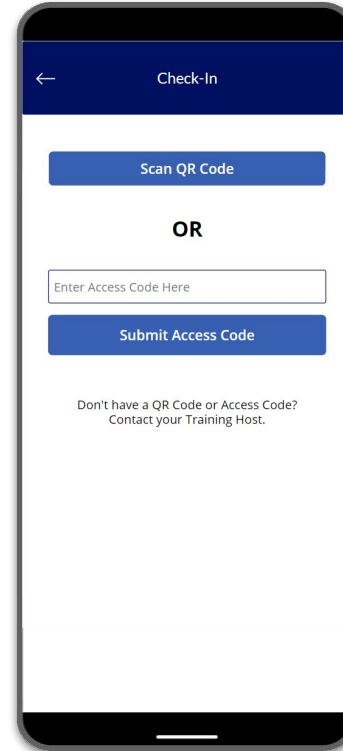 Check-In
Scan QR Code
OR
Enter Access Code Here
Submit Access Code
Don't have a QR Code or Access Code?
Contact your Training Host.